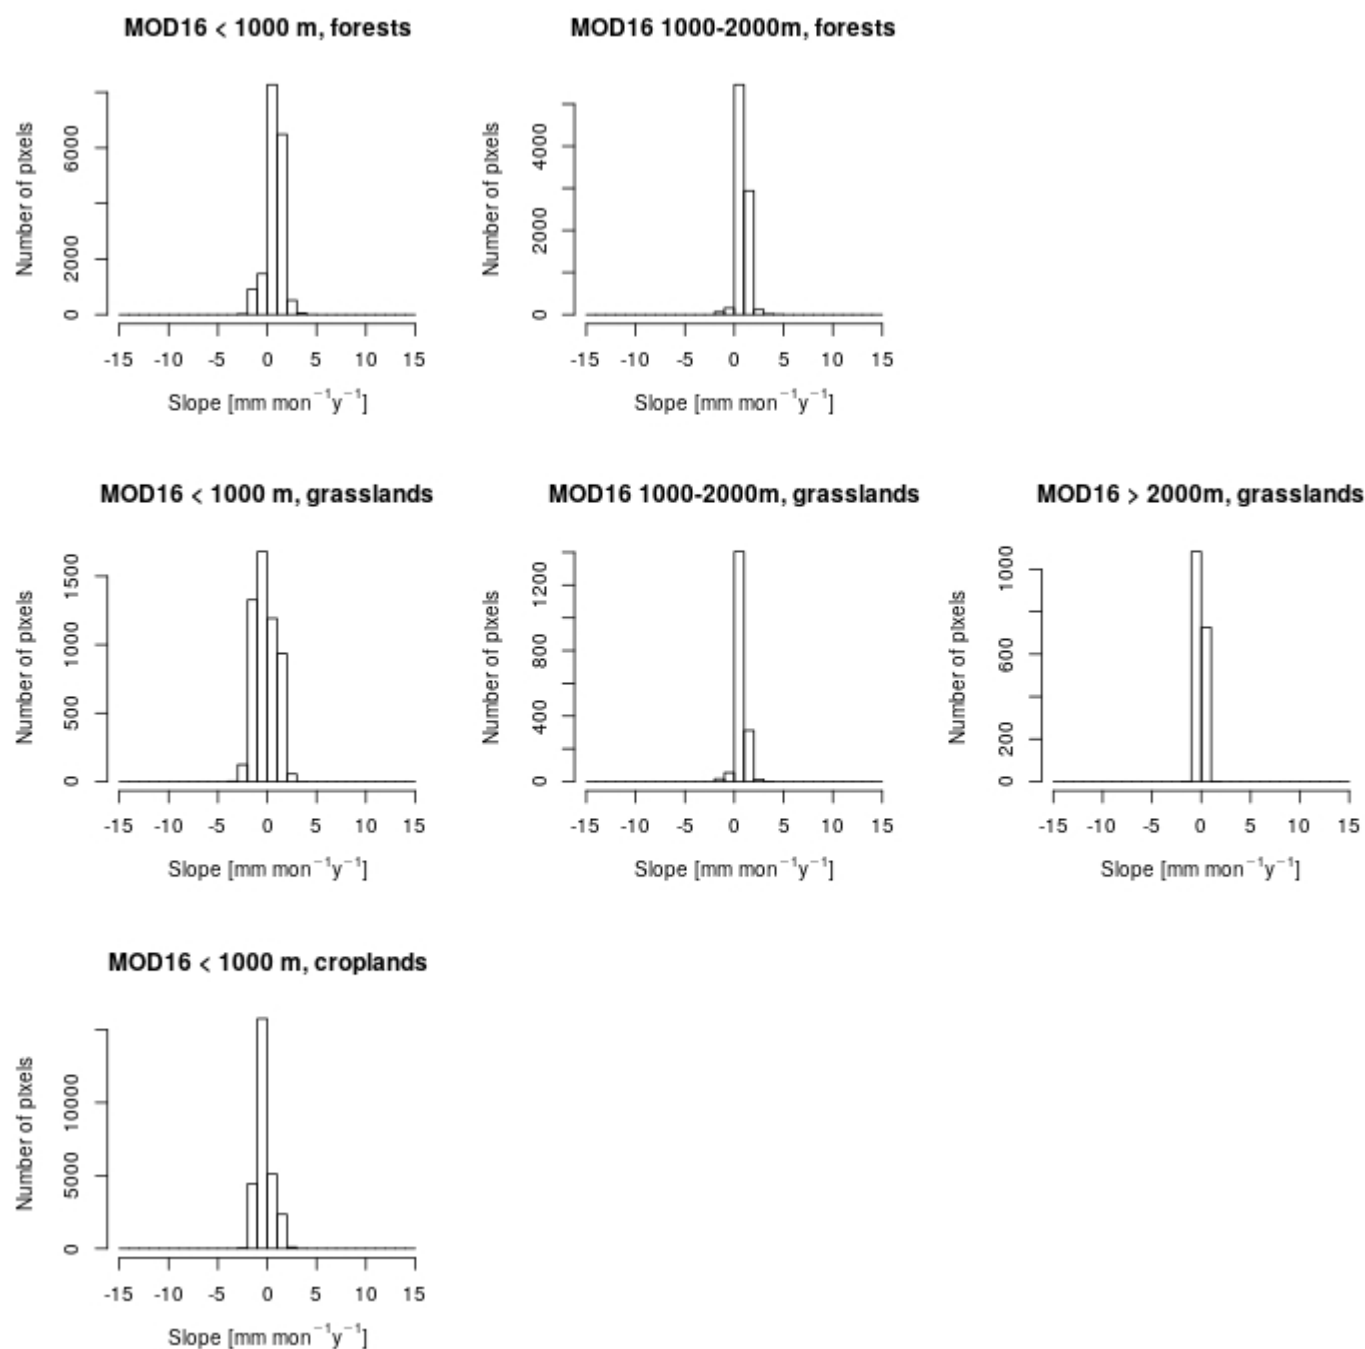 MOD16 < 1000 m, forests
Number of pixels
0 2000 6000
-15 -10 -5 0 5 10 15
Slope [mm mon⁻¹y⁻¹]
MOD16 1000-2000m, forests
Number of pixels
0 2000 4000
-15 -10 -5 0 5 10 15
Slope [mm mon⁻¹y⁻¹]
MOD16 < 1000 m, grasslands
Number of pixels
0 500 1000 1500
-15 -10 -5 0 5 10 15
Slope [mm mon⁻¹y⁻¹]
MOD16 1000-2000m, grasslands
Number of pixels
0 400 800 1200
-15 -10 -5 0 5 10 15
Slope [mm mon⁻¹y⁻¹]
MOD16 > 2000m, grasslands
Number of pixels
0 200 600 1000
-15 -10 -5 0 5 10 15
Slope [mm mon⁻¹y⁻¹]
MOD16 < 1000 m, croplands
Number of pixels
0 5000 10000
-15 -10 -5 0 5 10 15
Slope [mm mon⁻¹y⁻¹]